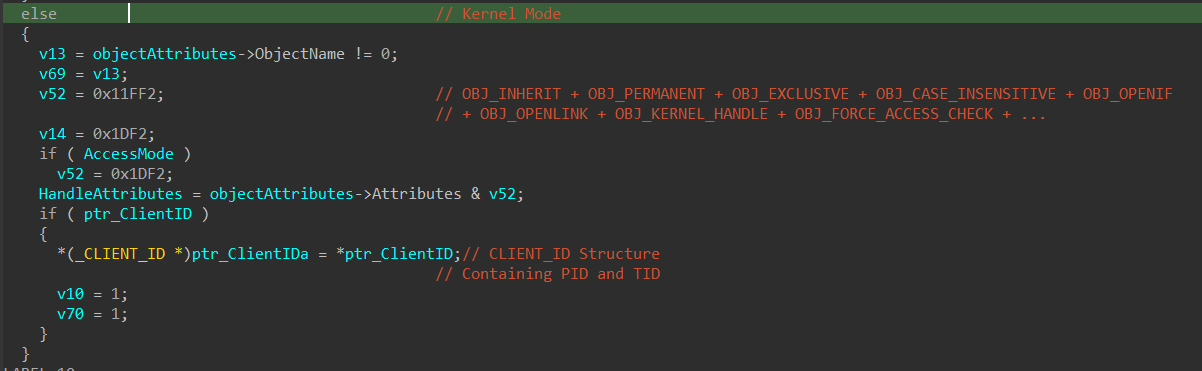 else // Kernel Mode
{
v13 = objectAttributes->ObjectName != 0;
v69 = v13;
v52 = 0x11FF2; // OBJ_INHERIT + OBJ_PERMANENT + OBJ_EXCLUSIVE + OBJ_CASE_INSENSITIVE + OBJ_OPENIF
// + OBJ_OPENLINK + OBJ_KERNEL_HANDLE + OBJ_FORCE_ACCESS_CHECK + ...
v14 = 0x1DF2;
if ( AccessMode )
v52 = 0x1DF2;
HandleAttributes = objectAttributes->Attributes & v52;
if ( ptr_ClientID )
{
*(_CLIENT_ID *)ptr_ClientIDa = *ptr_ClientID;// CLIENT_ID Structure
// Containing PID and TID
v10 = 1;
v70 = 1;
}
}